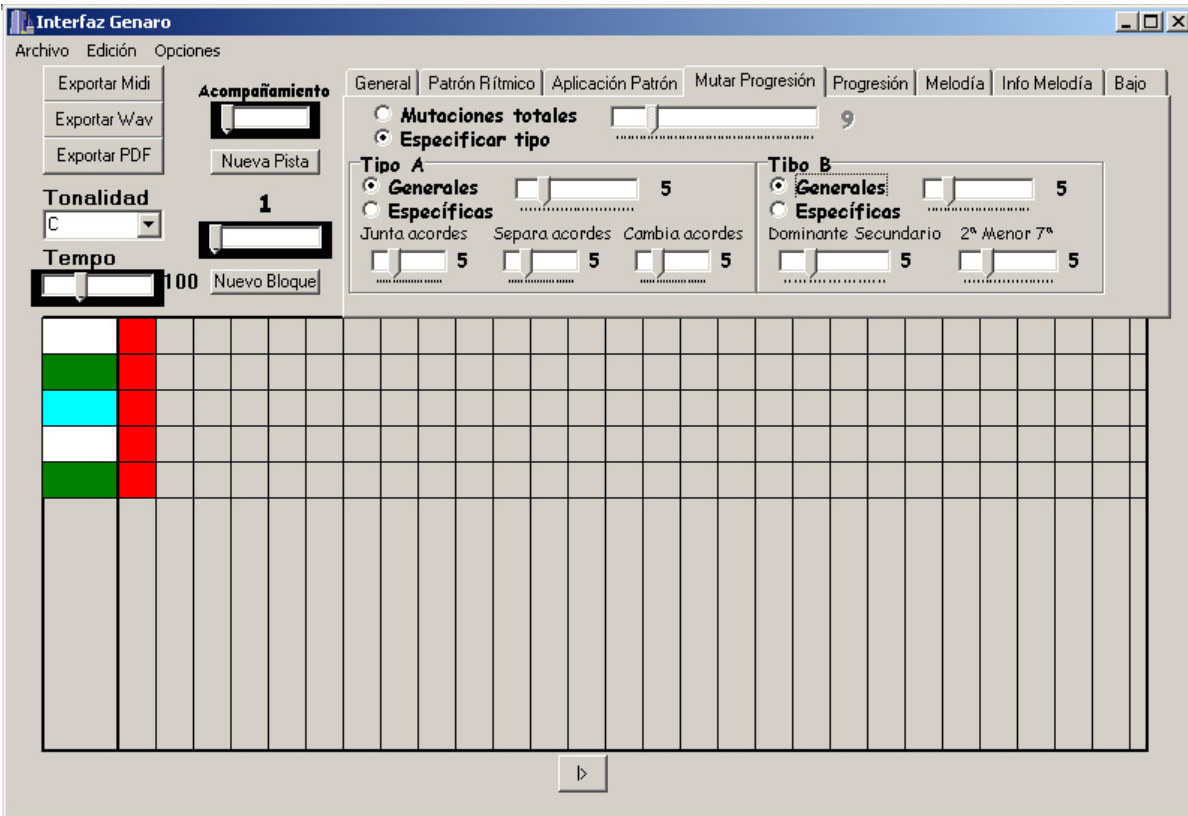 Interfaz Genaro
Archivo Edición Opciones
Exportar Midi
Exportar Wav
Exportar PDF
Tonalidad
C
Tempo
100
Acompañamiento
Nueva Pista
1
Nuevo Bloque
General Patrón Rítmico Aplicación Patrón Mutar Progresión Progresión Melodía Info Melodía Bajo
Mutaciones totales 9
Especificar tipo
Tipo A
Generales 5
Específicas
Junta acordes Separa acordes Cambia acordes
5 5 5
Tibo B
Generales 5
Específicas
Dominante Secundario 2ª Menor 7ª
5 5